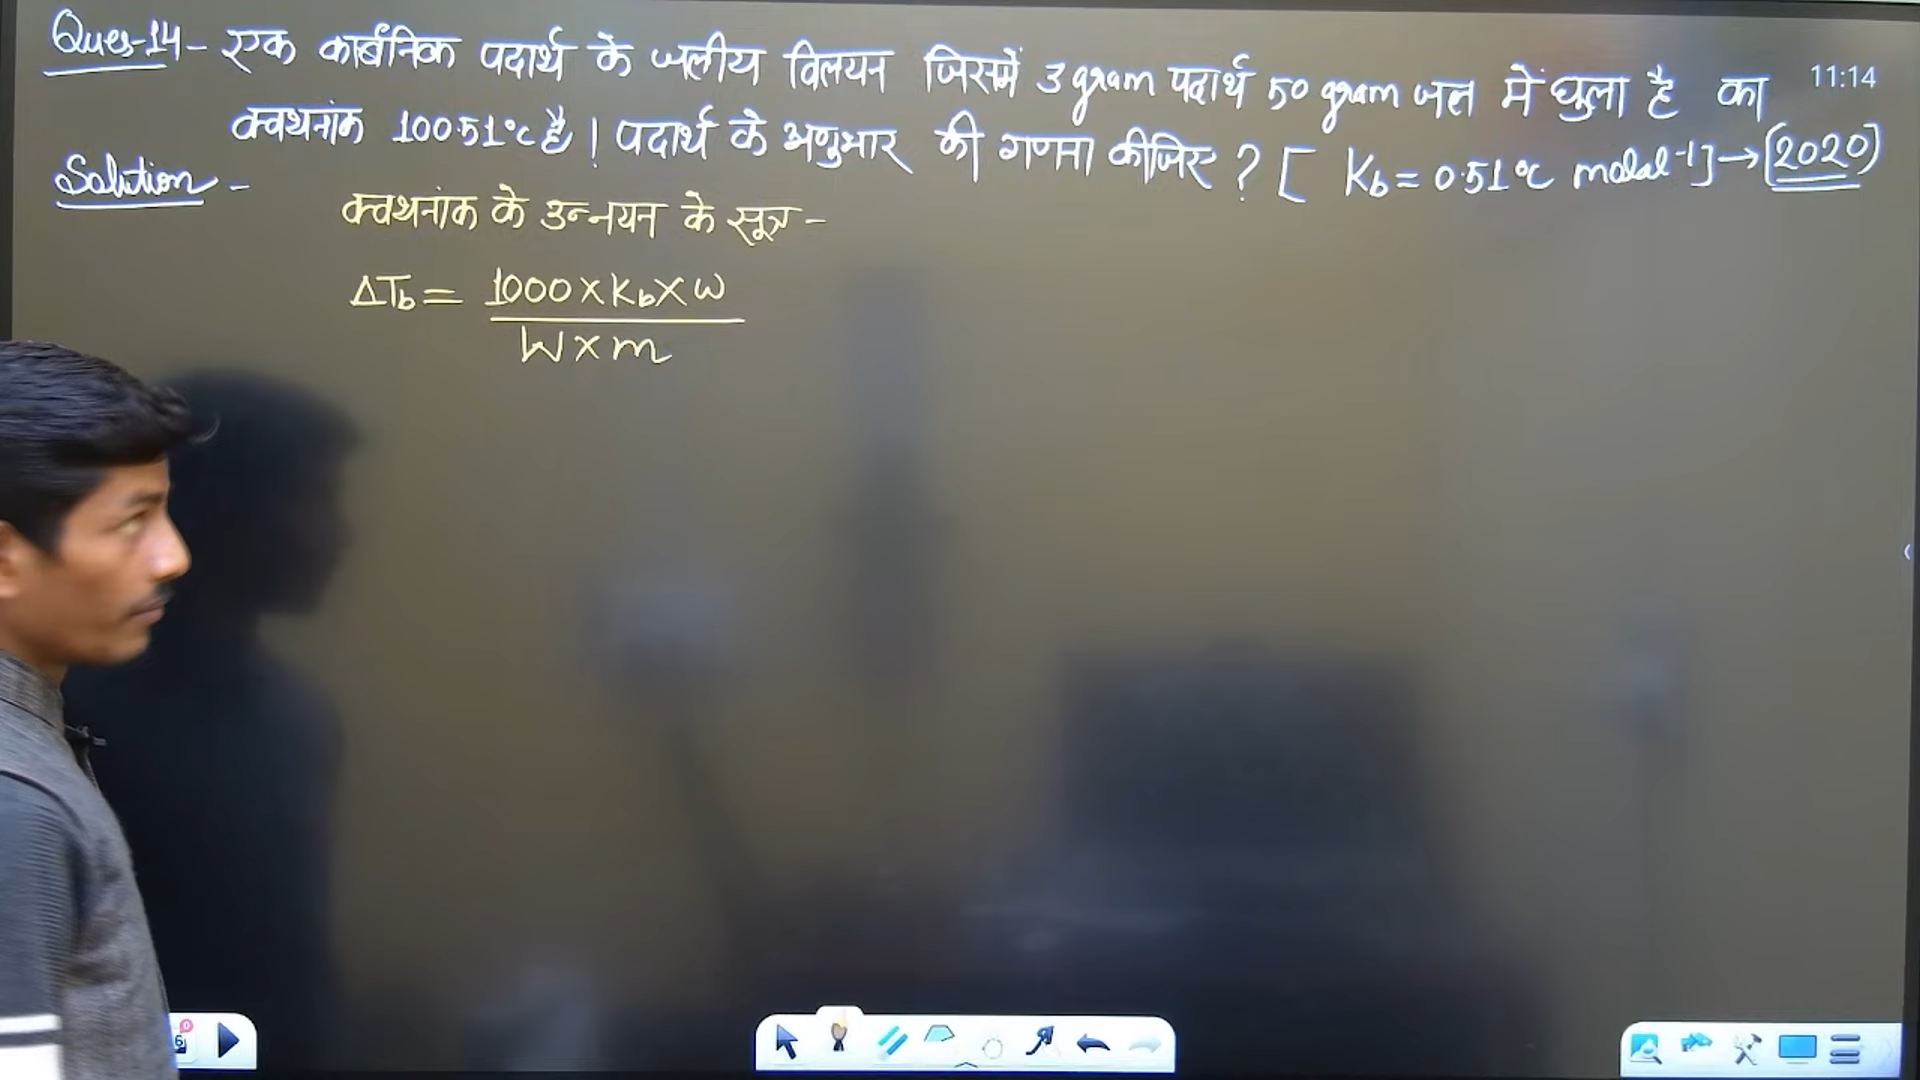 Ques-14- एक कार्बनिक पदार्थ के जलीय विलयन जिसमें 3 gram पदार्थ 50 gram जल में घुला है का
11:14
क्वथनांक 100.51°c है। पदार्थ के अणुभार की गणना कीजिए ? [ Kb = 0.51°c molal⁻¹] → (2020)
Solution -
क्वथनांक के उन्नयन के सूत्र -
ΔTb = 1000 × Kb × w
W × m